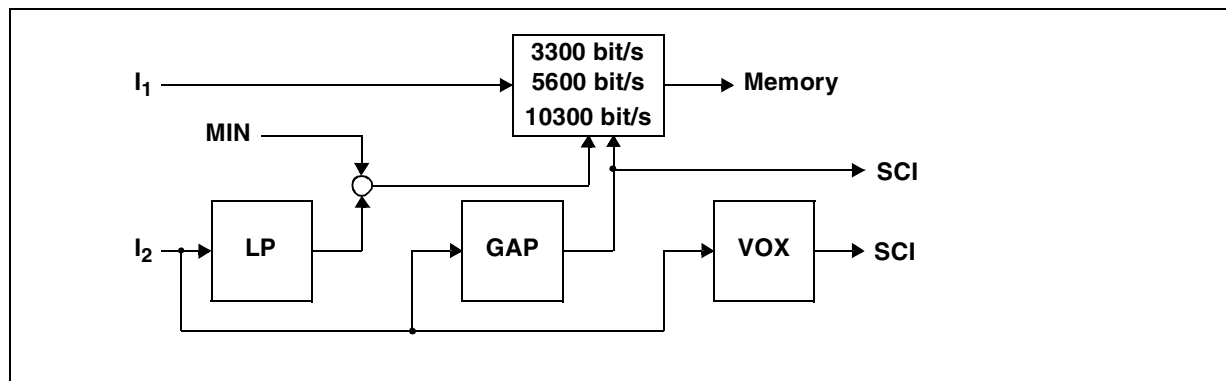 3300 bit/s
I₁ 5600 bit/s Memory
10300 bit/s
MIN
SCI
I₂ LP GAP VOX SCI